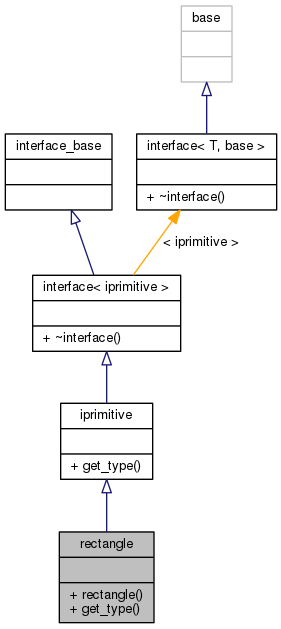 base
interface_base
interface< T, base >
+ ~interface()
< iprimitive >
interface< iprimitive >
+ ~interface()
iprimitive
+ get_type()
rectangle
+ rectangle()
+ get_type()